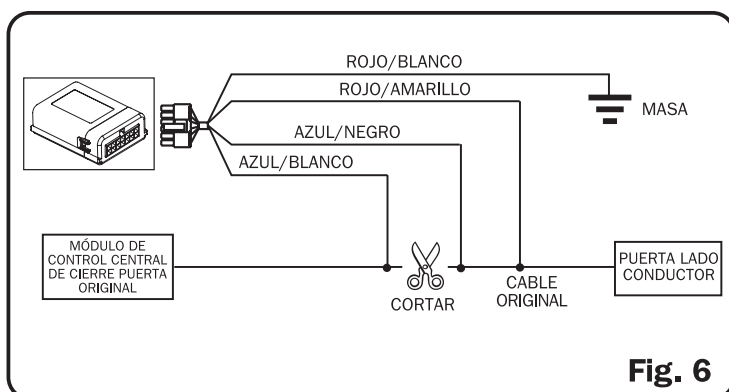 ROJO/BLANCO
ROJO/AMARILLO
MASA
AZUL/NEGRO
AZUL/BLANCO
MÓDULO DE
CONTROL CENTRAL
DE CIERRE PUERTA
ORIGINAL
CORTAR
CABLE
ORIGINAL
PUERTA LADO
CONDUCTOR
Fig. 6